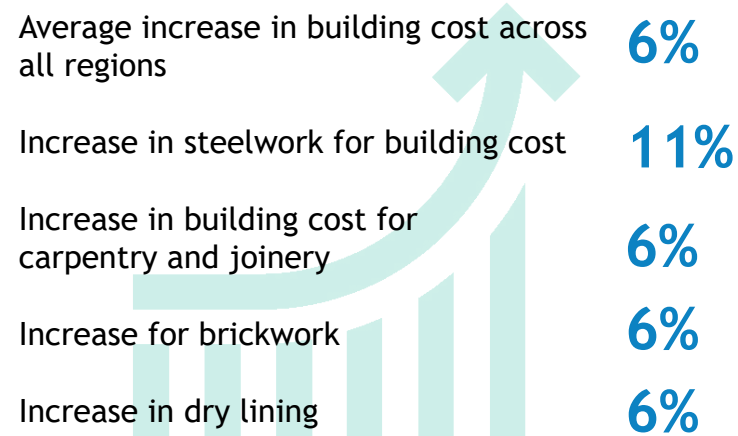 Average increase in building cost across
all regions
6%
Increase in steelwork for building cost
11%
Increase in building cost for
carpentry and joinery
6%
Increase for brickwork
6%
Increase in dry lining
6%